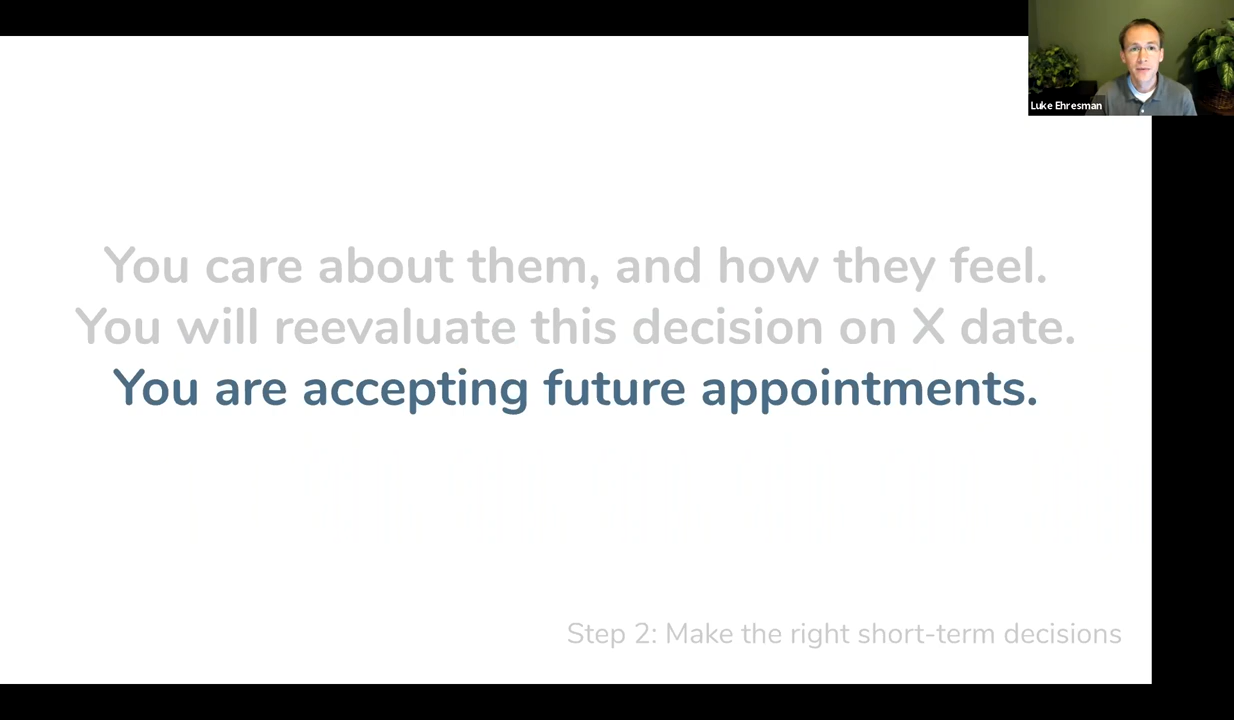 Luke Ehresman
You care about them, and how they feel.
You will reevaluate this decision on X date.
You are accepting future appointments.
Step 2: Make the right short-term decisions